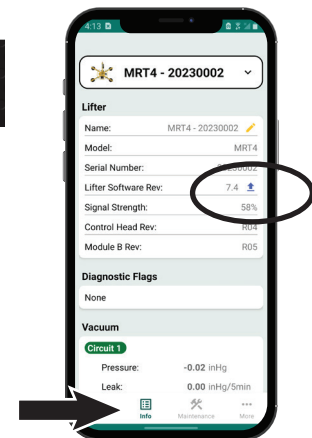 4:13
MRT4 - 20230002
Lifter
Name: MRT4 - 20230002
Model: MRT4
Serial Number: 20230002
Lifter Software Rev: 7.4
Signal Strength: 58%
Control Head Rev: R04
Module B Rev: R05
Diagnostic Flags
None
Vacuum
Circuit 1
Pressure: -0.02 inHg
Leak: 0.00 inHg/5min
Info Maintenance More